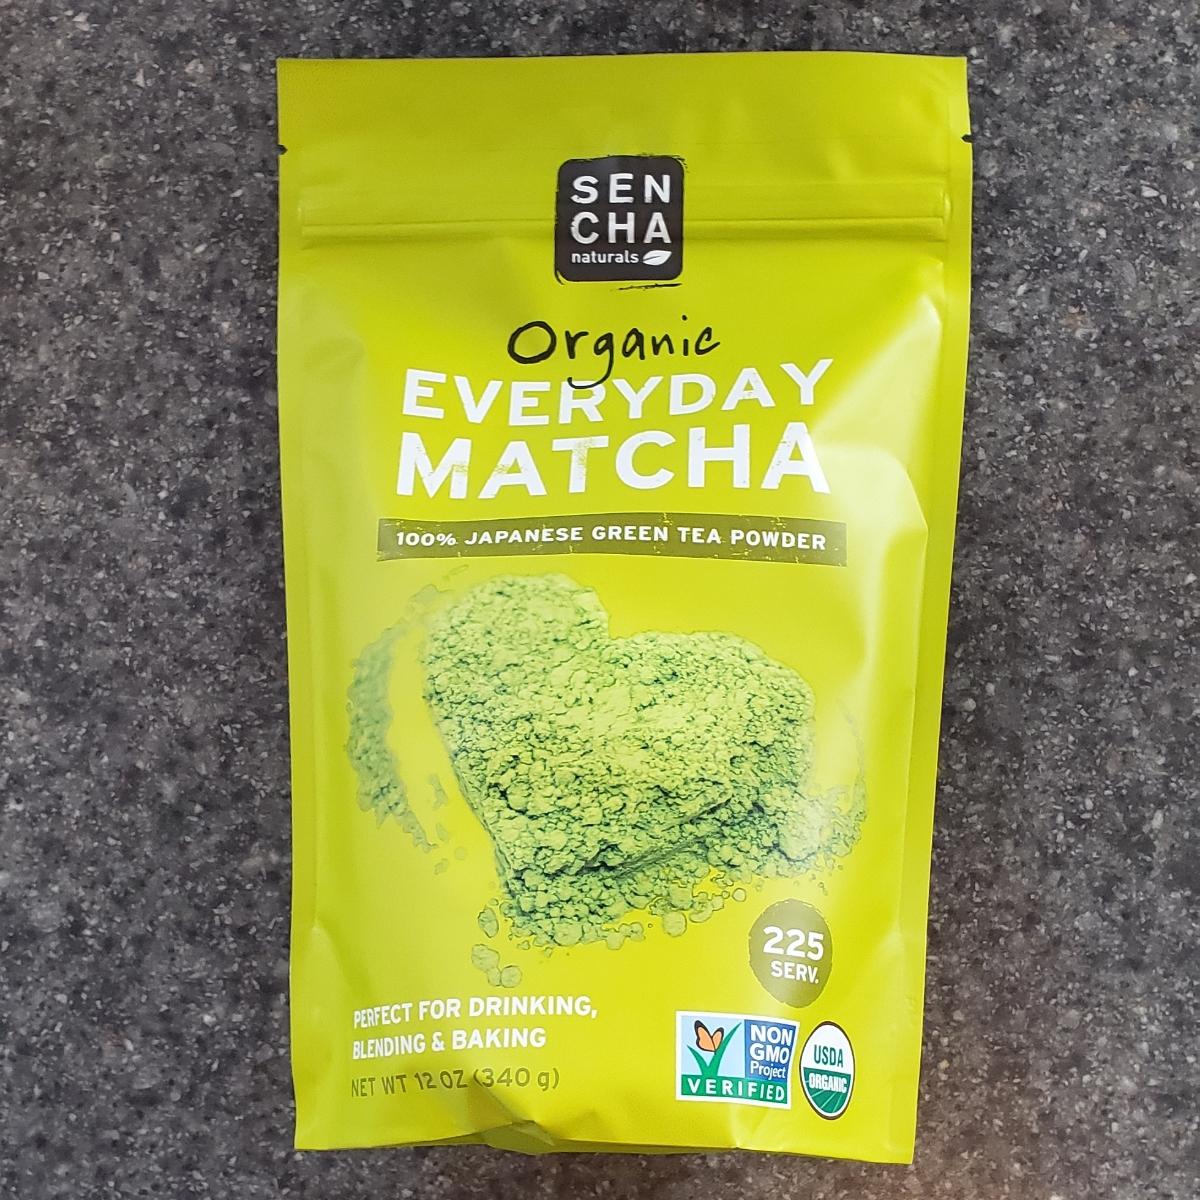 SEN
CHA
naturals
Organic
EVERYDAY
MATCHA
100% JAPANESE GREEN TEA POWDER
225
SERV.
PERFECT FOR DRINKING,
BLENDING & BAKING
NET WT 12 OZ (340 g)
NON
GMO
Project
VERIFIED
USDA
ORGANIC